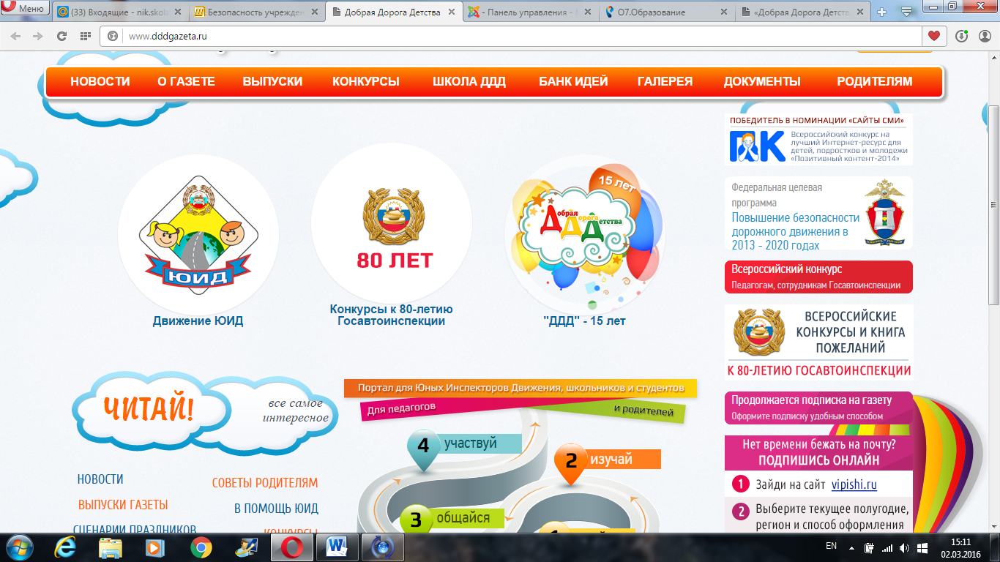 Меню
(33) Входящие - nik.skol
Безопасность учрежден
Добрая Дорога Детства
- Панель управления -
О7.Образование
«Добрая Дорога Детств
www.dddgazeta.ru
НОВОСТИ
О ГАЗЕТЕ
ВЫПУСКИ
КОНКУРСЫ
ШКОЛА ДДД
БАНК ИДЕЙ
ГАЛЕРЕЯ
ДОКУМЕНТЫ
РОДИТЕЛЯМ
ЮИД
Движение ЮИД
80 ЛЕТ
Конкурсы к 80-летию
Госавтоинспекции
15 лет
Добрая Дорога Детства
"ДДД" - 15 лет
ПОБЕДИТЕЛЬ В НОМИНАЦИИ «САЙТЫ СМИ»
ПК
Всероссийский конкурс на
лучший Интернет-ресурс для
детей, подростков и молодежи
«Позитивный контент-2014»
Федеральная целевая
программа
Повышение безопасности
дорожного движения в
2013 - 2020 годах
Всероссийский конкурс
Педагогам, сотрудникам Госавтоинспекции
ВСЕРОССИЙСКИЕ
КОНКУРСЫ И КНИГА
ПОЖЕЛАНИЙ
К 80-ЛЕТИЮ ГОСАВТОИНСПЕКЦИИ
Продолжается подписка на газету
Оформите подписку удобным способом
Нет времени бежать на почту?
ПОДПИШИСЬ ОНЛАЙН
1 Зайди на сайт vipishi.ru
2 Выберите текущее полугодие,
регион и способ оформления
ЧИТАЙ!
все самое
интересное
НОВОСТИ
ВЫПУСКИ ГАЗЕТЫ
СЦЕНАРИИ ПРАЗДНИКОВ
СОВЕТЫ РОДИТЕЛЯМ
В ПОМОЩЬ ЮИД
КОНКУРСЫ
Портал для Юных Инспекторов Движения, школьников и студентов
Для педагогов
и родителей
4 участвуй
2 изучай
3 общайся
EN
15:11
02.03.2016